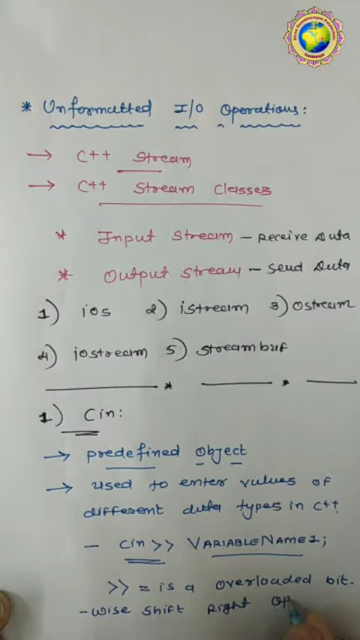 * Unformatted I/O Operations:
→ C++ Stream
→ C++ Stream Classes
* Input Stream - Receive Data
* Output Stream - Send Data
1) ios 2) istream 3) ostream
4) iostream 5) streambuf
1) Cin:
→ predefined Object
→ used to enter values of
different data types in C++.
- cin >> VARIABLENAME1;
>> = is a overloaded bit-
-wise shift Right OP